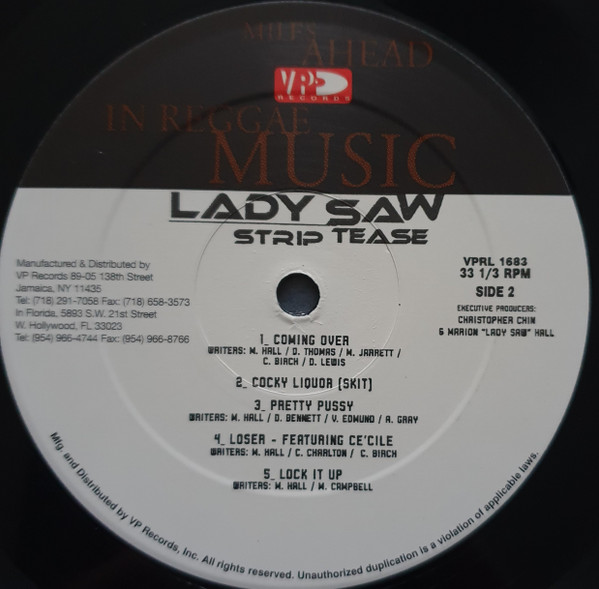 MILES
AHEAD
VP
RECORDS
IN REGGAE
MUSIC
LADY SAW
STRIP TEASE
Manufactured & Distributed by
VP Records 89-05 138th Street
Jamaica, NY 11435
Tel: (718) 291-7058 Fax: (718) 658-3573
In Florida, 5893 S.W. 21st Street
W. Hollywood, FL 33023
Tel: (954) 966-4744 Fax: (954) 966-8766
VPRL 1683
33 1/3 RPM
SIDE 2
EXECUTIVE PRODUCERS:
CHRISTOPHER CHIN
& MARION "LADY SAW" HALL
1_ COMING OVER
WRITERS: M. HALL / D. THOMAS / M. JARRETT /
C. BIRCH / D. LEWIS
2_ COCKY LIQUOR (SKIT)
3_ PRETTY PUSSY
WRITERS: M. HALL / D. BENNETT / V. EDMUND / A. GRAY
4_ LOSER - FEATURING CE'CILE
WRITERS: M. HALL / C. CHARLTON / C. BIRCH
5_ LOCK IT UP
WRITERS: M. HALL / M. CAMPBELL
Mfg. and Distributed by VP Records, Inc. All rights reserved. Unauthorized duplication is a violation of applicable laws.